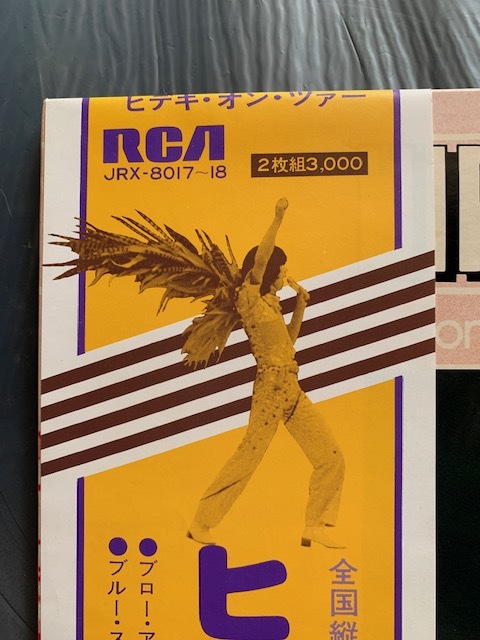 ヒデキ・オン・ツアー
RCA
JRX-8017~18
2枚組3,000
on
全国縦
ヒ
●ブロー・ア
●ブルー・ス